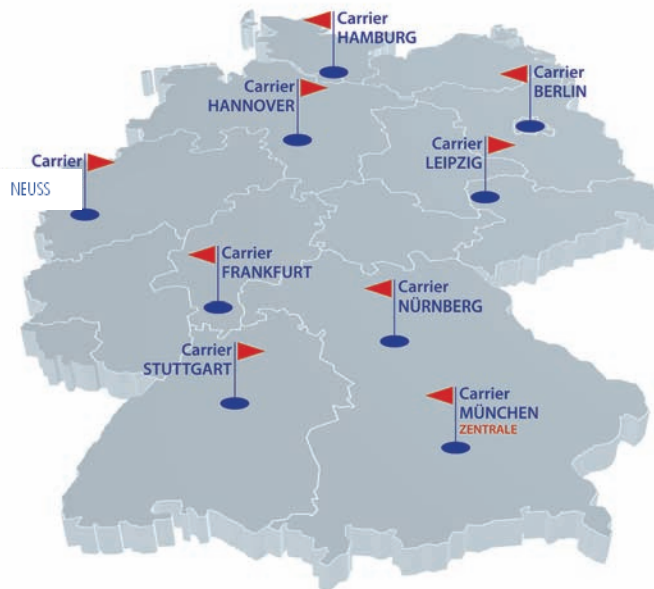 Carrier
HAMBURG
Carrier
HANNOVER
Carrier
BERLIN
Carrier
LEIPZIG
Carrier
NEUSS
Carrier
FRANKFURT
Carrier
NÜRNBERG
Carrier
STUTTGART
Carrier
MÜNCHEN
ZENTRALE